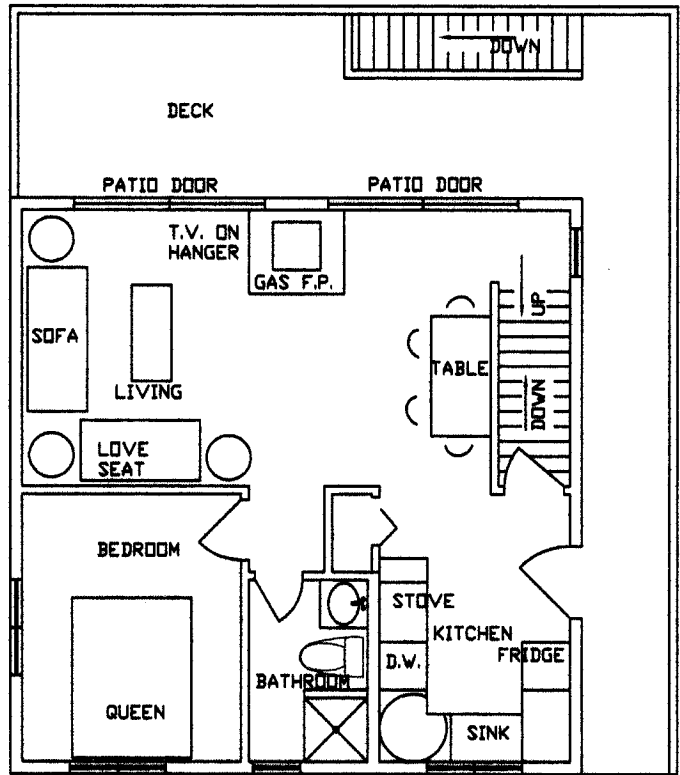 DOWN
DECK
PATIO DOOR
PATIO DOOR
T.V. ON
HANGER
GAS F.P.
UP
SOFA
TABLE
LIVING
DOWN
LOVE
SEAT
BEDROOM
STOVE
KITCHEN
FRIDGE
D.W.
BATHROOM
QUEEN
SINK